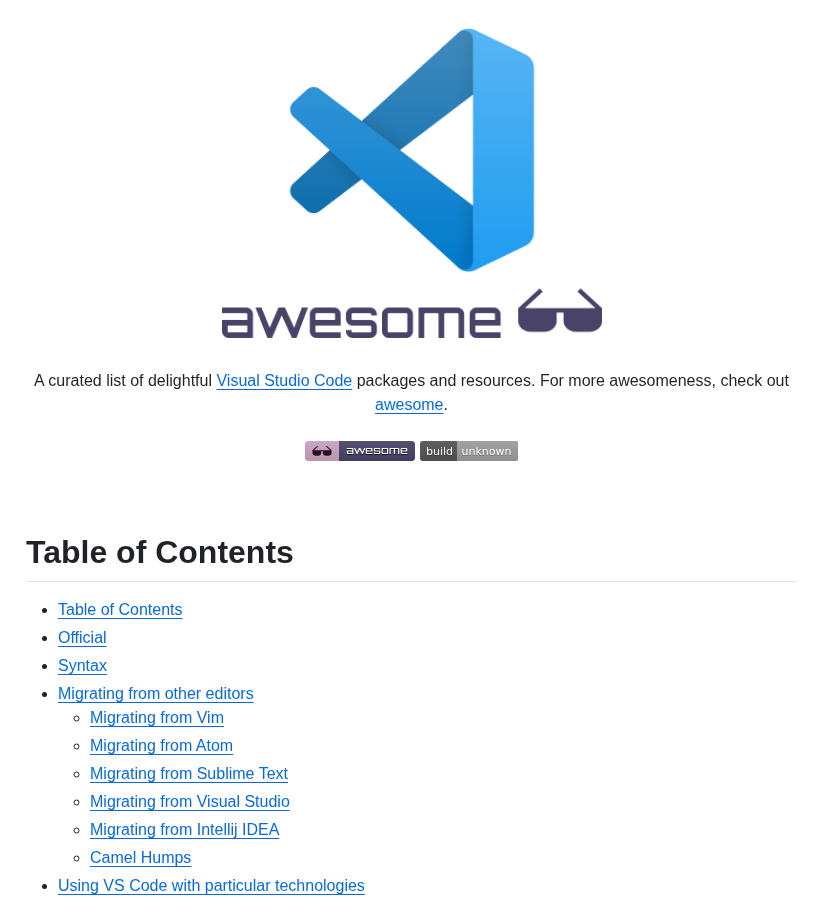 awesome
A curated list of delightful Visual Studio Code packages and resources. For more awesomeness, check out
awesome.
awesome build unknown
Table of Contents
Table of Contents
Official
Syntax
Migrating from other editors
Migrating from Vim
Migrating from Atom
Migrating from Sublime Text
Migrating from Visual Studio
Migrating from Intellij IDEA
Camel Humps
Using VS Code with particular technologies